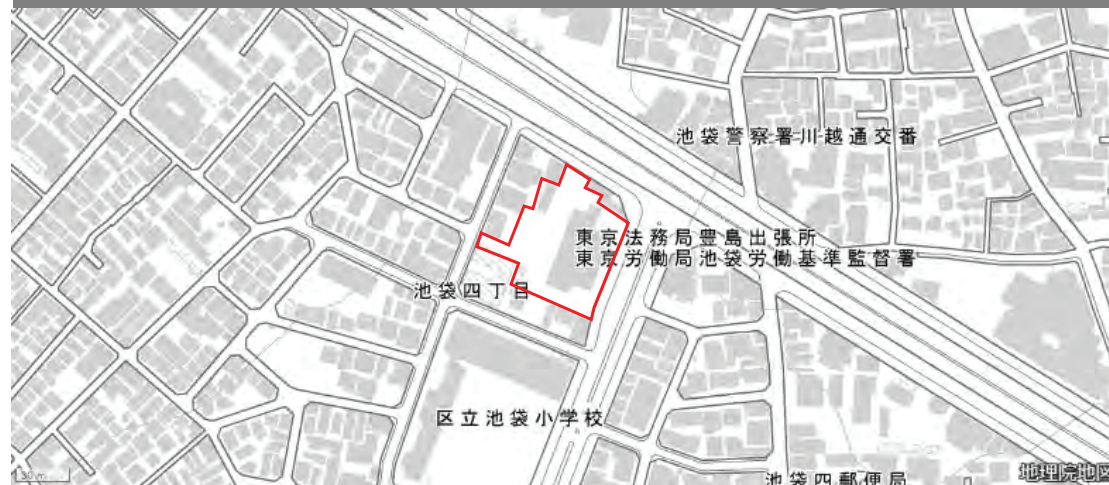 池袋警察署川越通交番
東京法務局豊島出張所
東京労働局池袋労働基準監督署
池袋四丁目
区立池袋小学校
池袋四郵便局
30 m
地理院地図